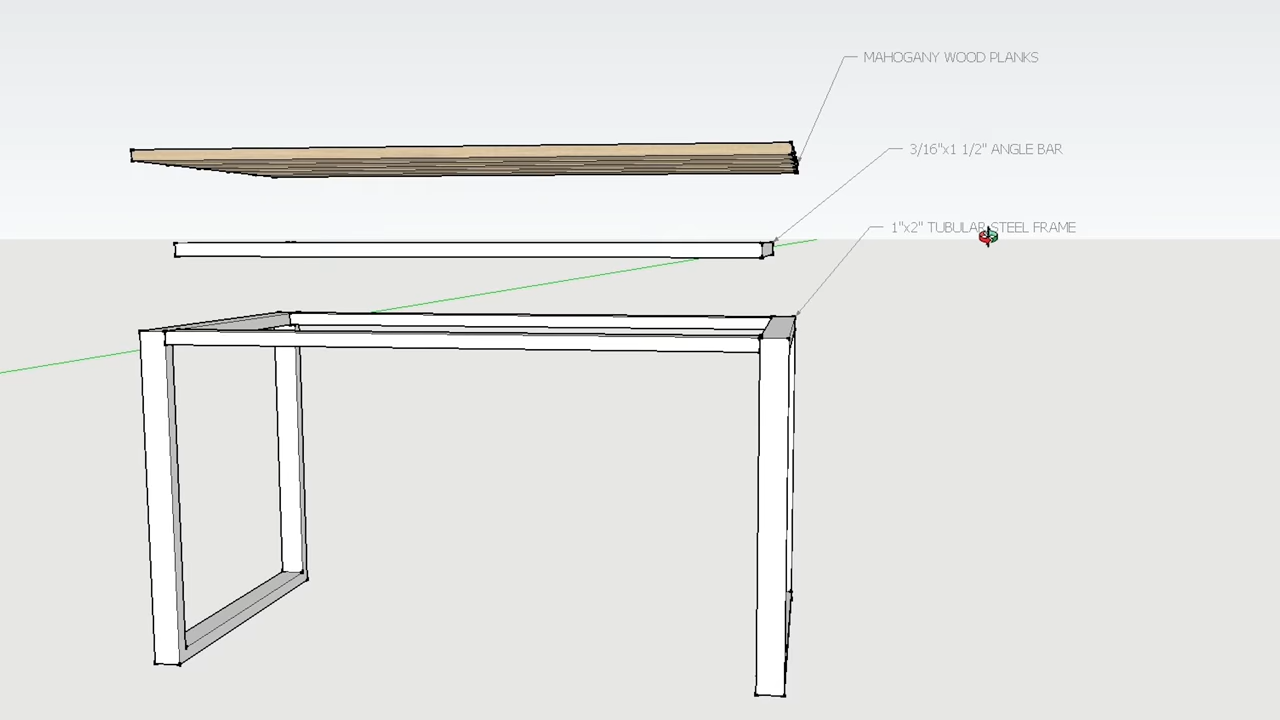 MAHOGANY WOOD PLANKS
3/16"x1 1/2" ANGLE BAR
1"x2" TUBULAR STEEL FRAME